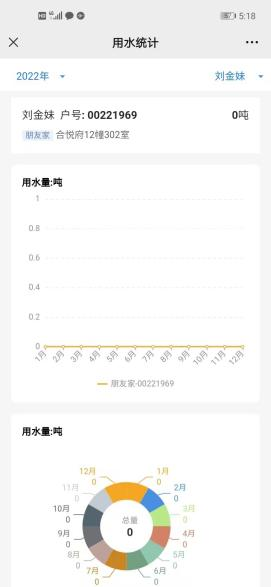 5:18
用水统计
2022年 刘金妹
刘金妹 户号: 00221969 0吨
朋友家 合悦府12幢302室
用水量:吨
1
0.8
0.6
0.4
0.2
0
1月 2月 3月 4月 5月 6月 7月 8月 9月 10月 11月 12月
朋友家-00221969
用水量:吨
12月 0
1月 0
11月 0
2月 0
10月 0
3月 0
总量 0
9月 0
4月 0
8月 0
5月 0
7月 0
6月 0